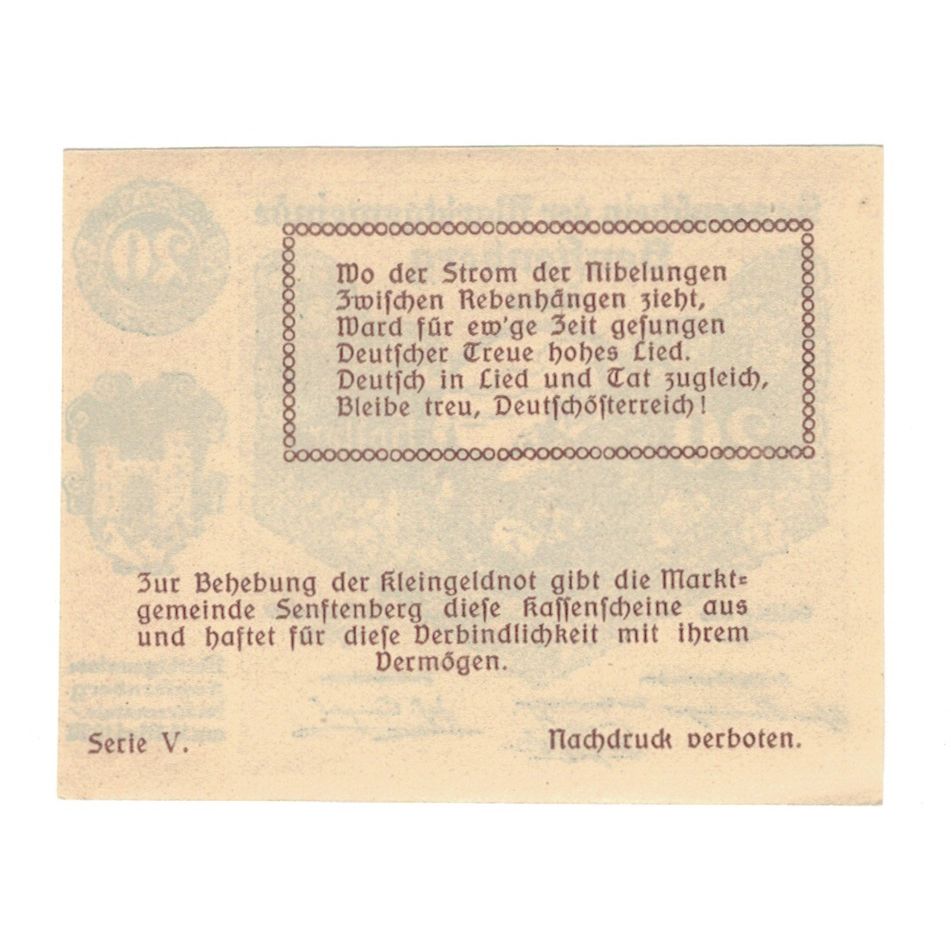 Wo der Strom der Nibelungen
Zwischen Rebenhängen zieht,
Ward für ew'ge Zeit gesungen
Deutscher Treue hohes Lied.
Deutsch in Lied und Tat zugleich,
Bleibe treu, Deutschösterreich!
Zur Behebung der Kleingeldnot gibt die Markt=
gemeinde Senftenberg diese Kassenscheine aus
und haftet für diese Verbindlichkeit mit ihrem
Vermögen.
Serie V.
Nachdruck verboten.